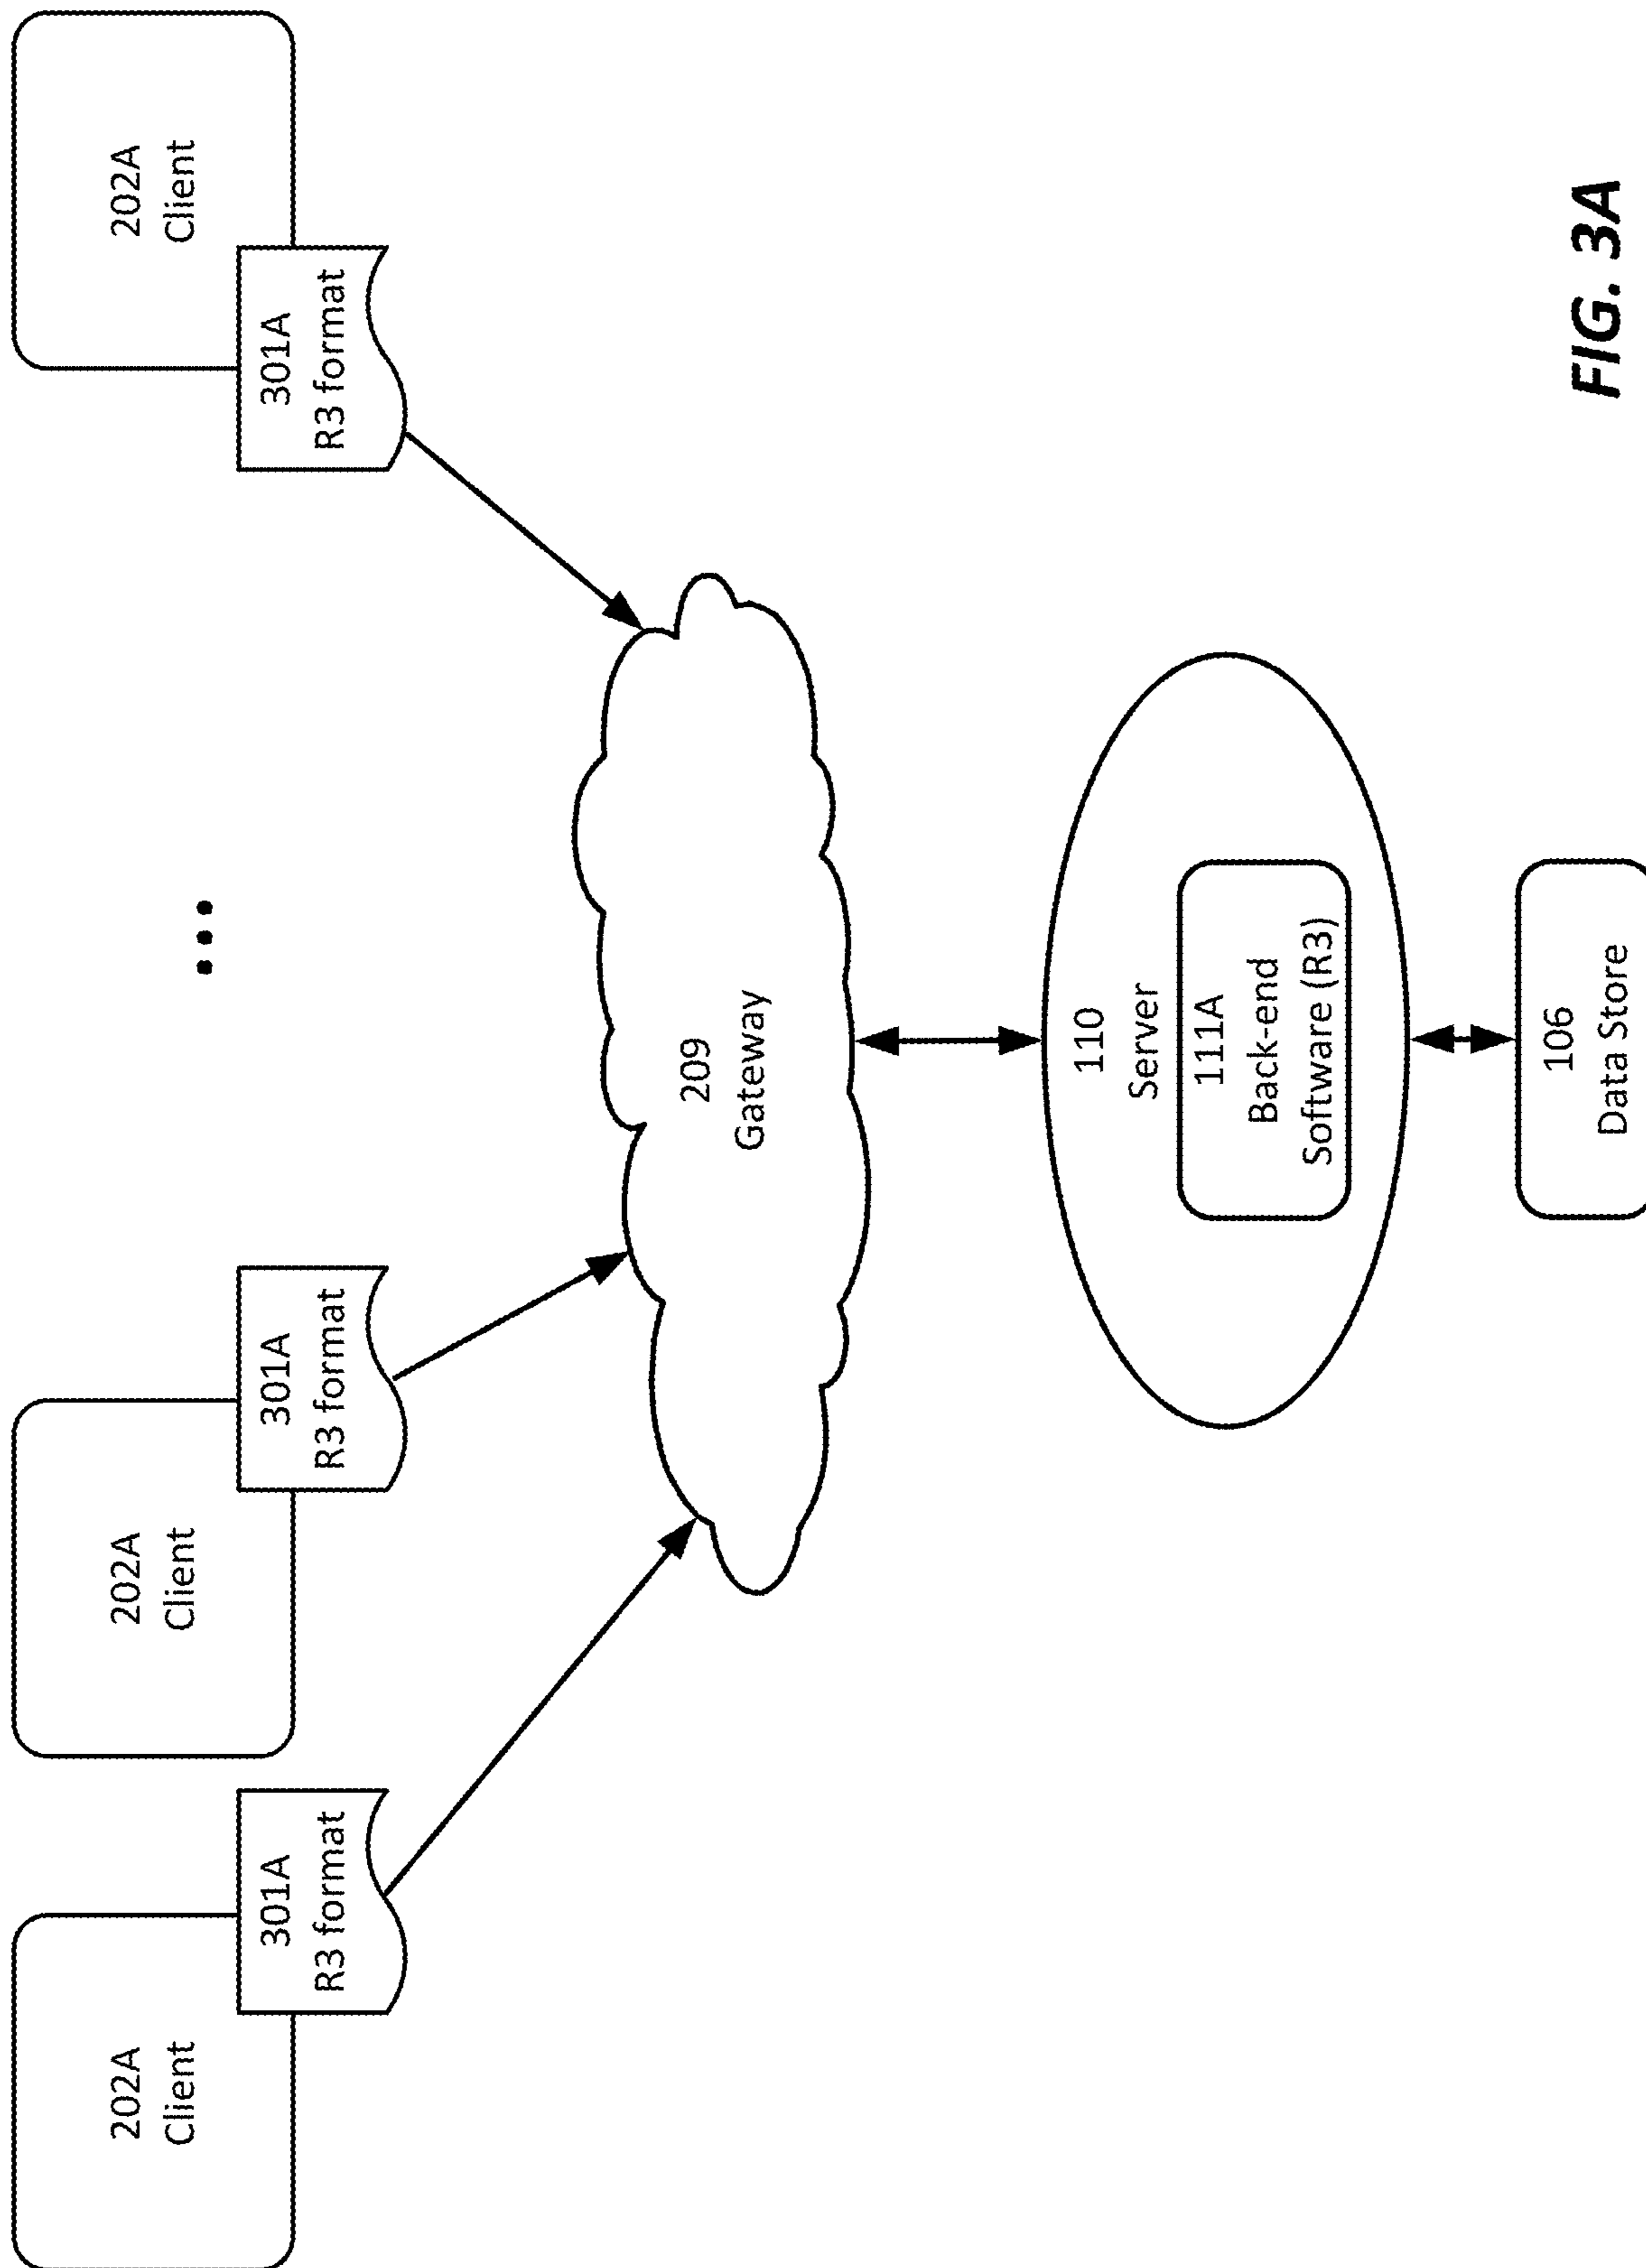 202A
Client
301A
R3 format
202A
Client
301A
R3 format
...
202A
Client
301A
R3 format
209
Gateway
110
Server
111A
Back-end
Software (R3)
106
Data Store
FIG. 3A